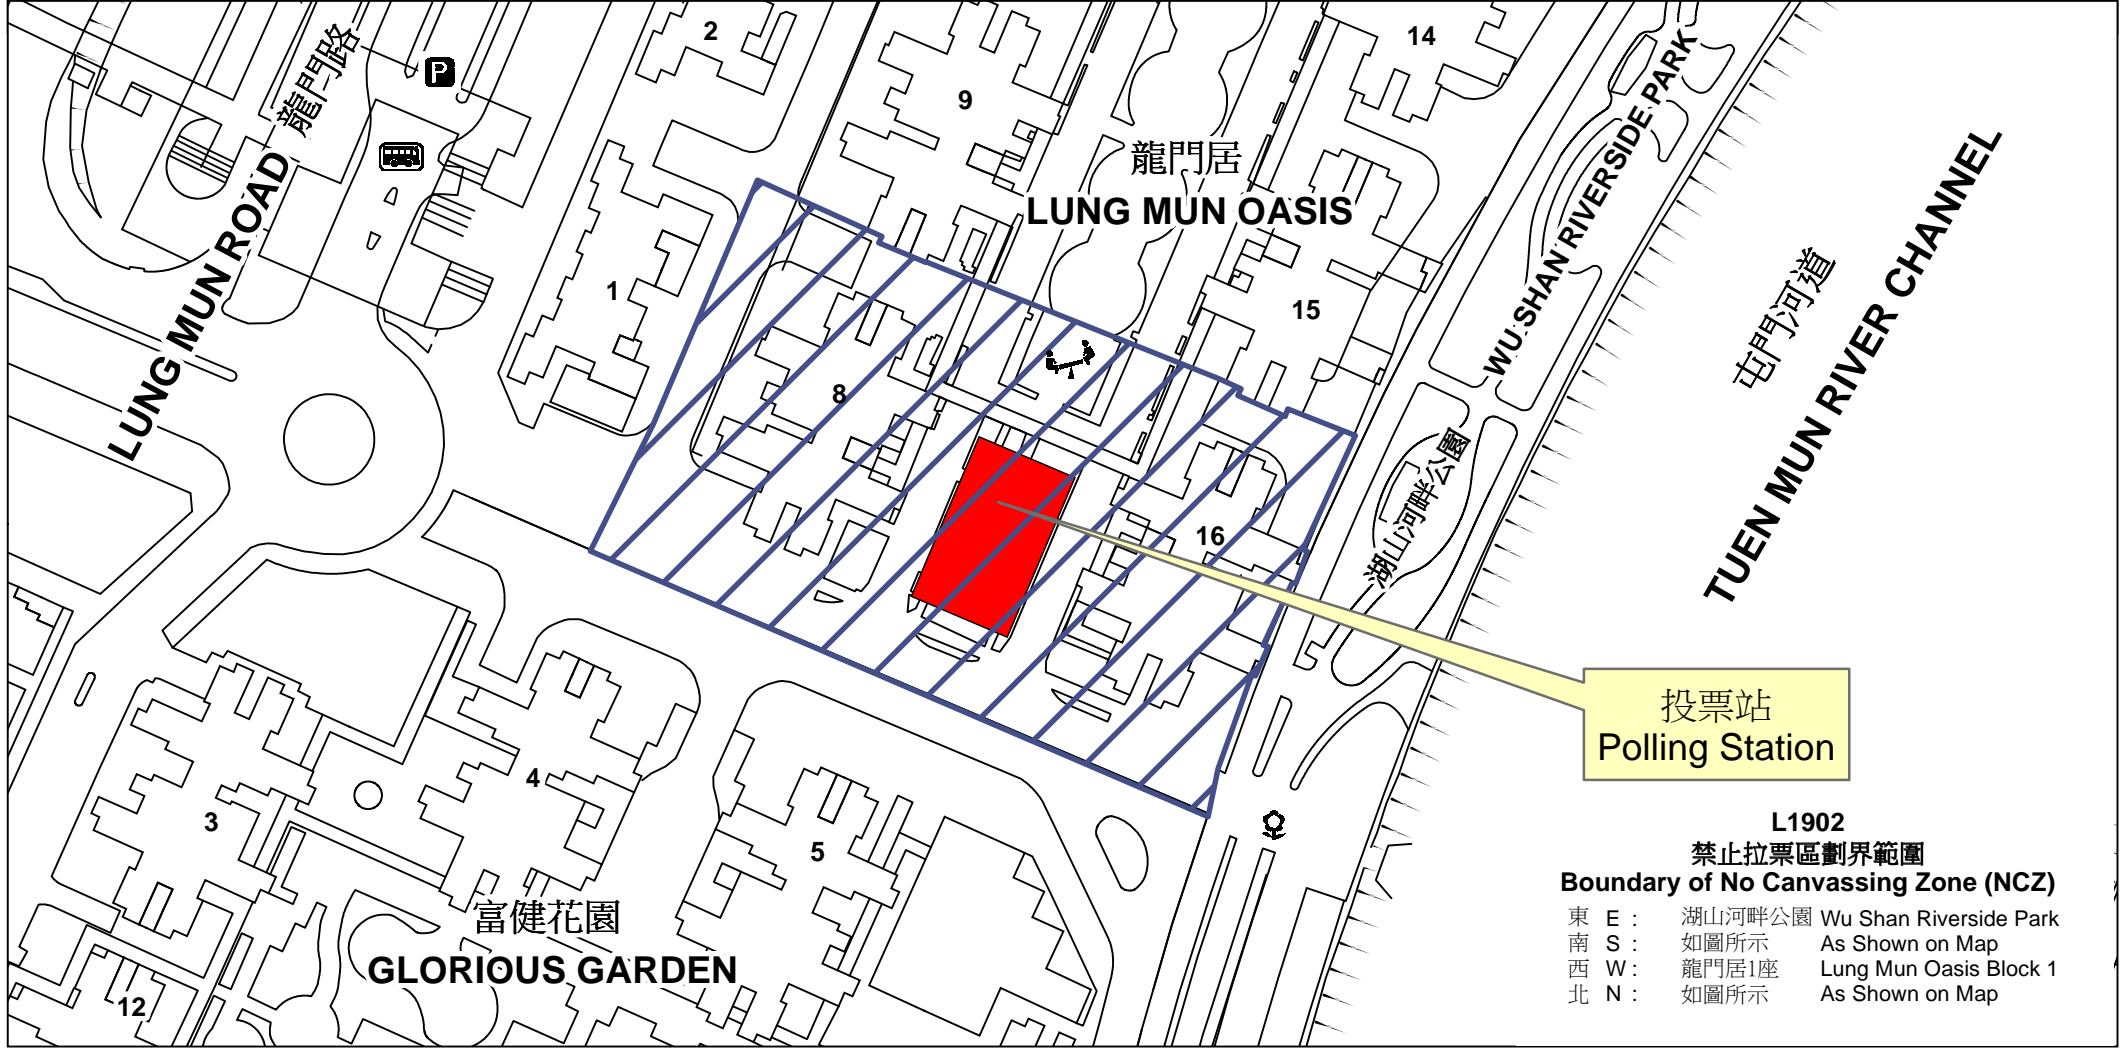 2
14
P
龍門路
LUNG MUN ROAD
9
龍門居
LUNG MUN OASIS
WU SHAN RIVERSIDE PARK
屯門河道
TUEN MUN RIVER CHANNEL
1
15
8
湖山河畔公園
16
投票站
Polling Station
4
3
5
富健花園
GLORIOUS GARDEN
12
L1902
禁止拉票區劃界範圍
Boundary of No Canvassing Zone (NCZ)
東 E : 湖山河畔公園 Wu Shan Riverside Park
南 S : 如圖所示 As Shown on Map
西 W : 龍門居1座 Lung Mun Oasis Block 1
北 N : 如圖所示 As Shown on Map